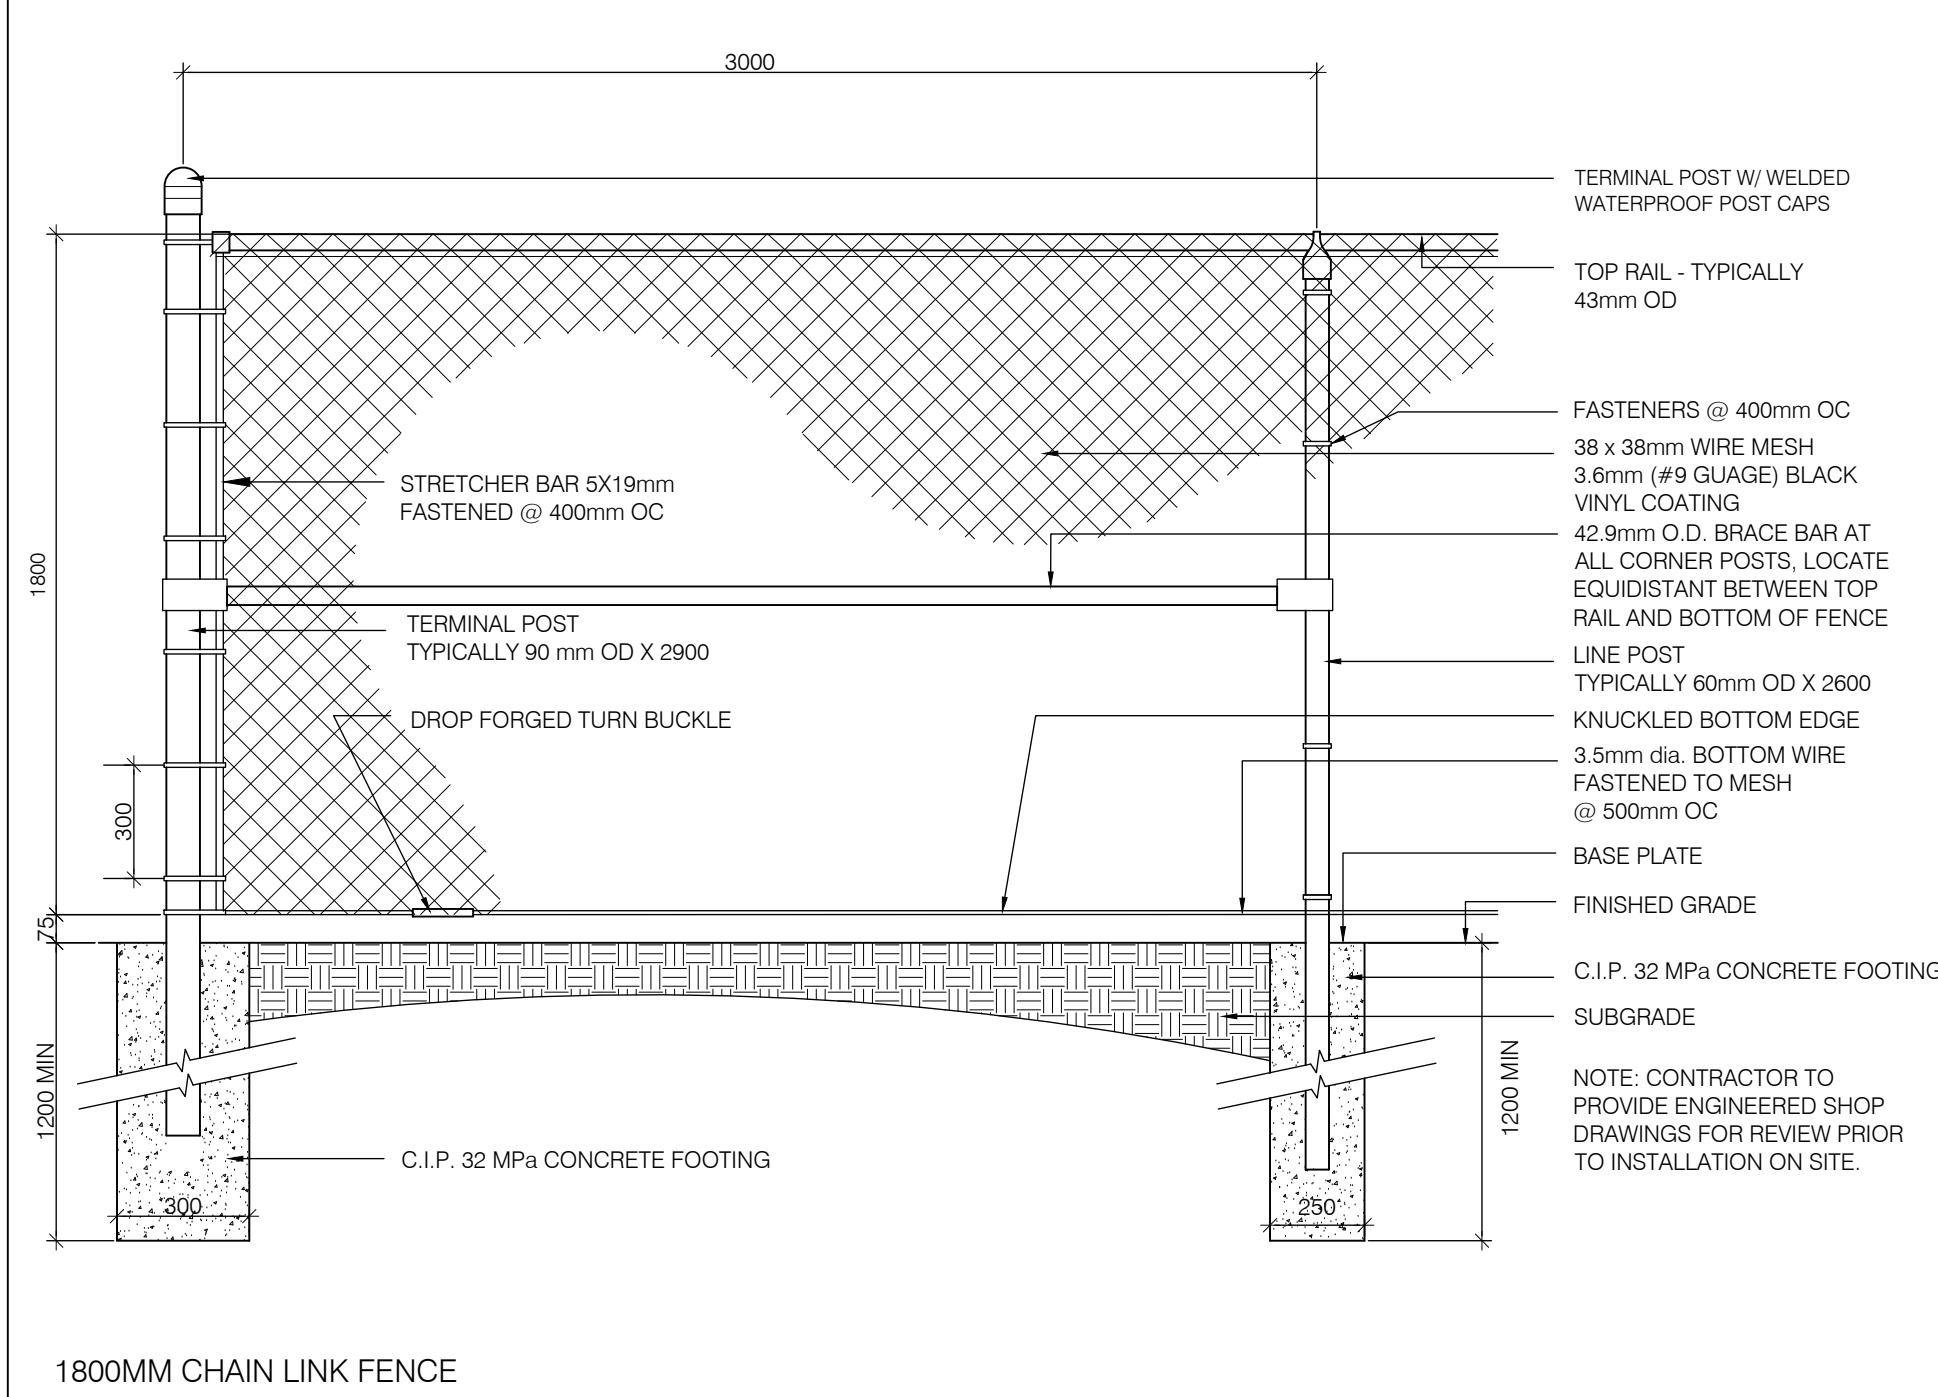 3000
TERMINAL POST W/ WELDED
WATERPROOF POST CAPS
TOP RAIL - TYPICALLY
43mm OD
FASTENERS @ 400mm OC
38 x 38mm WIRE MESH
3.6mm (#9 GUAGE) BLACK
VINYL COATING
STRETCHER BAR 5X19mm
FASTENED @ 400mm OC
42.9mm O.D. BRACE BAR AT
ALL CORNER POSTS, LOCATE
EQUIDISTANT BETWEEN TOP
RAIL AND BOTTOM OF FENCE
1800
TERMINAL POST
TYPICALLY 90 mm OD X 2900
LINE POST
TYPICALLY 60mm OD X 2600
DROP FORGED TURN BUCKLE
KNUCKLED BOTTOM EDGE
3.5mm dia. BOTTOM WIRE
FASTENED TO MESH
@ 500mm OC
300
BASE PLATE
75
FINISHED GRADE
C.I.P. 32 MPa CONCRETE FOOTING
SUBGRADE
1200 MIN
1200 MIN
NOTE: CONTRACTOR TO
PROVIDE ENGINEERED SHOP
DRAWINGS FOR REVIEW PRIOR
TO INSTALLATION ON SITE.
C.I.P. 32 MPa CONCRETE FOOTING
300
250
1800MM CHAIN LINK FENCE